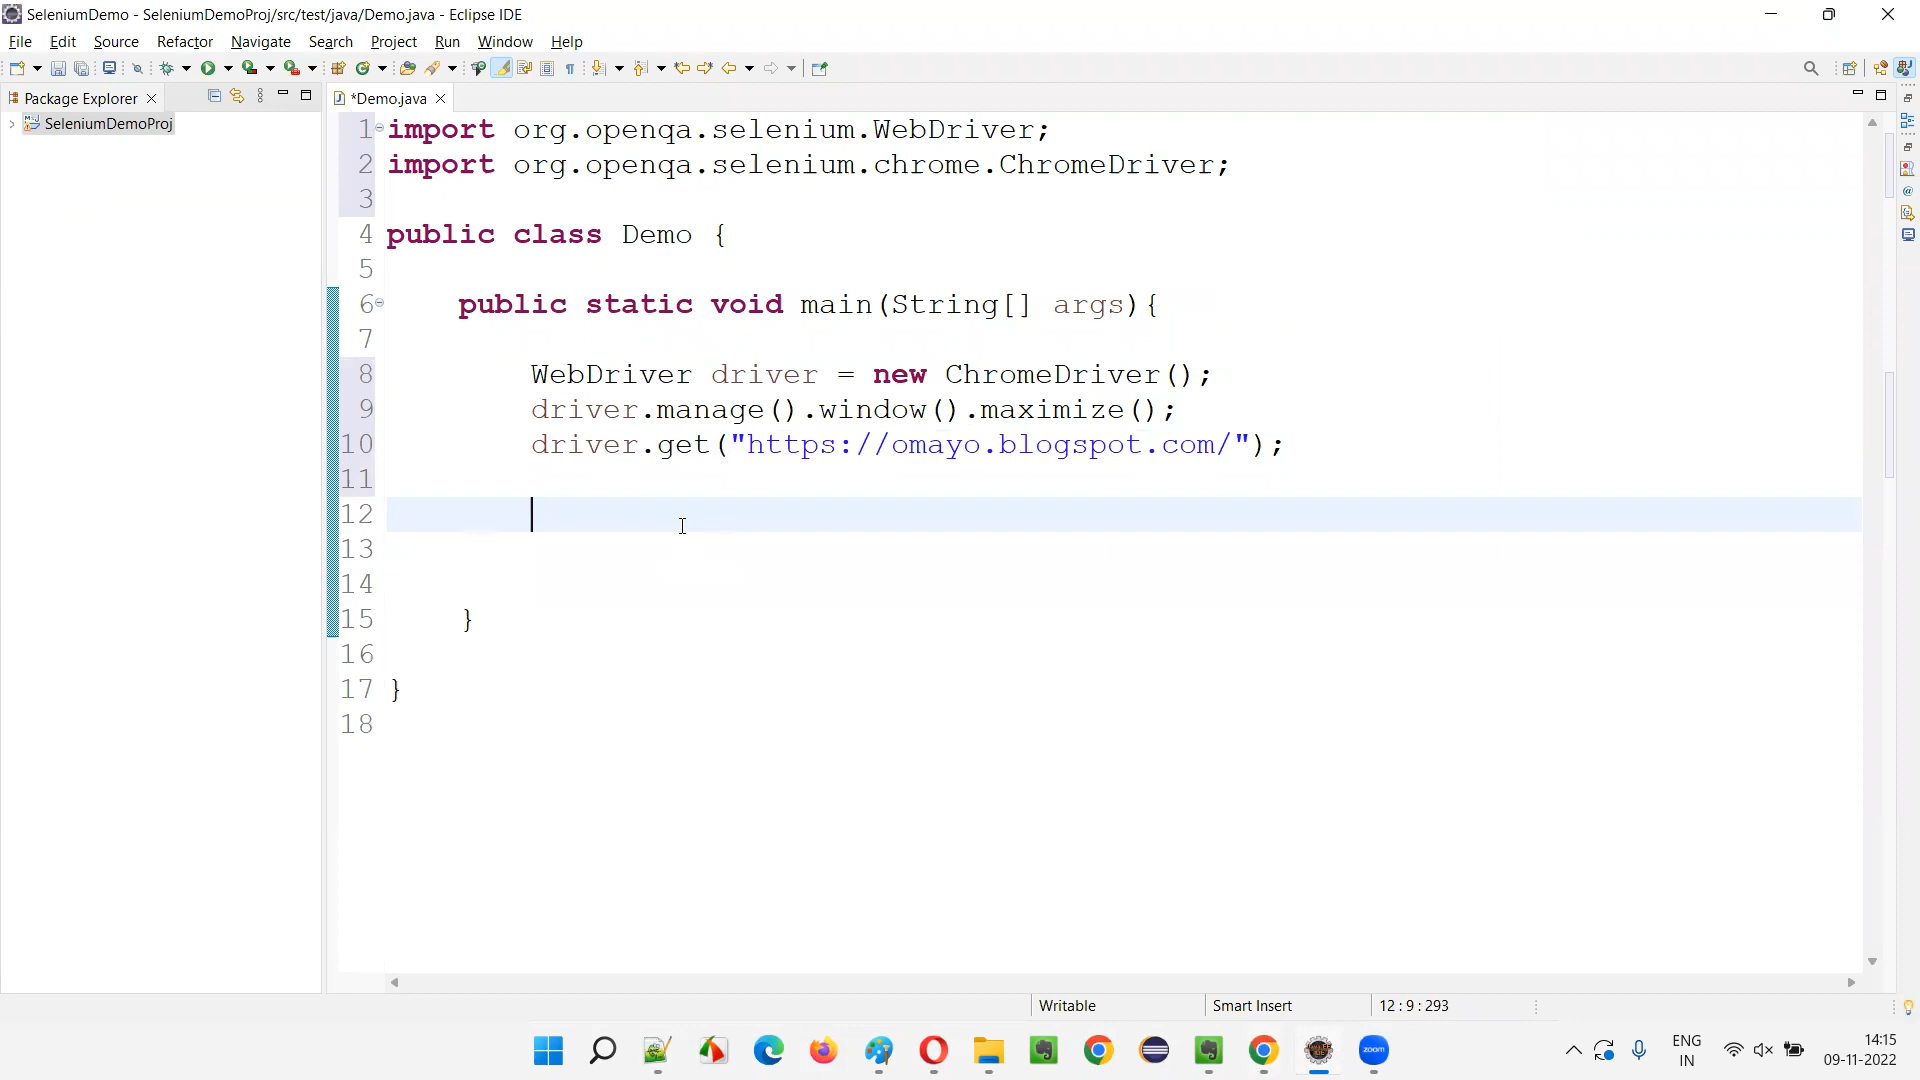 SeleniumDemo - SeleniumDemoProj/src/test/java/Demo.java - Eclipse IDE
File Edit Source Refactor Navigate Search Project Run Window Help
Package Explorer
*Demo.java
SeleniumDemoProj
1 import org.openqa.selenium.WebDriver;
2 import org.openqa.selenium.chrome.ChromeDriver;
3
4 public class Demo {
5
6 public static void main(String[] args){
7
8 WebDriver driver = new ChromeDriver();
9 driver.manage().window().maximize();
10 driver.get("https://omayo.blogspot.com/");
11
12
13
14
15 }
16
17 }
18
Writable Smart Insert 12 : 9 : 293
zoom
ENG
IN
14:15
09-11-2022